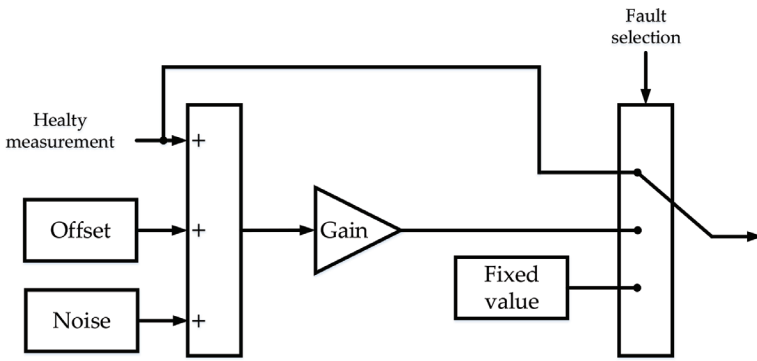 Fault
selection
Healty
measurement
+
Offset
+
Gain
Fixed
value
Noise
+